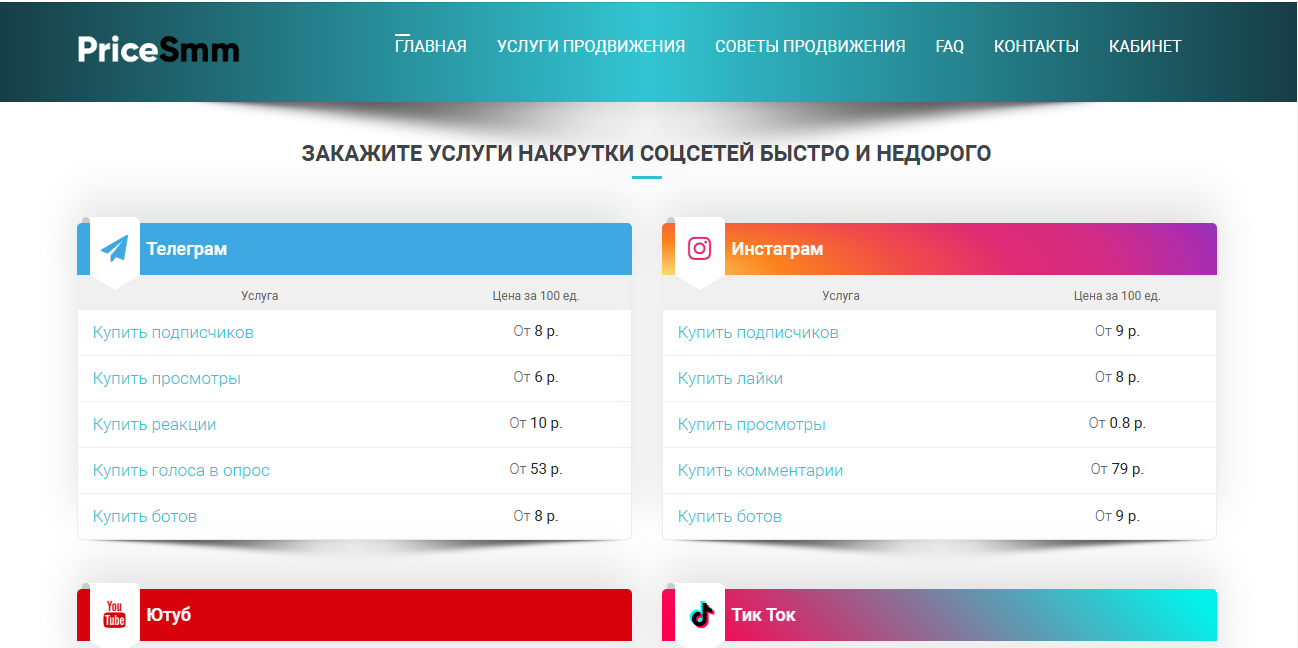 PriceSmm
ГЛАВНАЯ УСЛУГИ ПРОДВИЖЕНИЯ СОВЕТЫ ПРОДВИЖЕНИЯ FAQ КОНТАКТЫ КАБИНЕТ
ЗАКАЖИТЕ УСЛУГИ НАКРУТКИ СОЦСЕТЕЙ БЫСТРО И НЕДОРОГО
Телеграм
Услуга Цена за 100 ед.
Купить подписчиков От 8 р.
Купить просмотры От 6 р.
Купить реакции От 10 р.
Купить голоса в опрос От 53 р.
Купить ботов От 8 р.
Инстаграм
Услуга Цена за 100 ед.
Купить подписчиков От 9 р.
Купить лайки От 8 р.
Купить просмотры От 0.8 р.
Купить комментарии От 79 р.
Купить ботов От 9 р.
You
Tube
Ютуб
Тик Ток